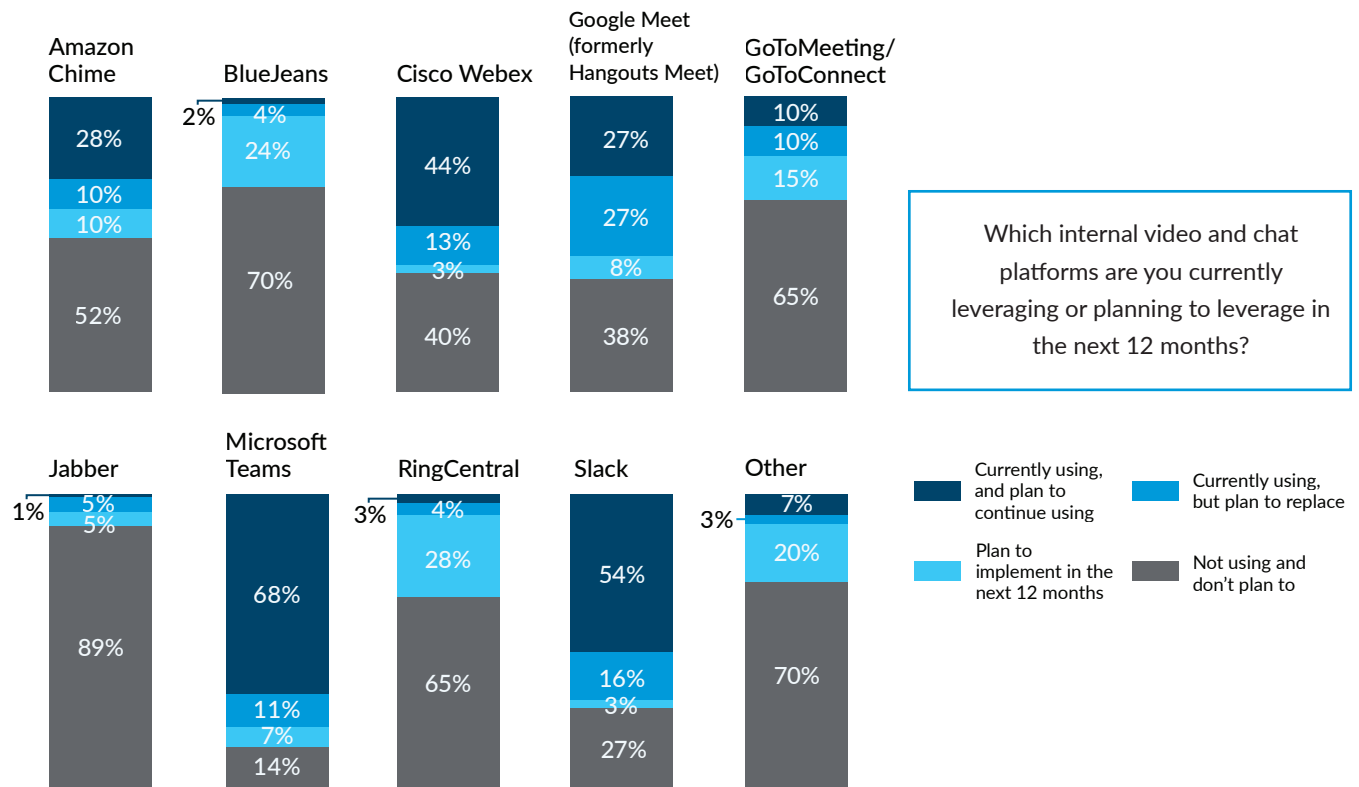 Amazon
Chime
28%
10%
10%
52%
BlueJeans
2%
4%
24%
70%
Cisco Webex
44%
13%
3%
40%
Google Meet
(formerly
Hangouts Meet)
27%
27%
8%
38%
GoToMeeting/
GoToConnect
10%
10%
15%
65%
Which internal video and chat
platforms are you currently
leveraging or planning to leverage in
the next 12 months?
Jabber
1%
5%
5%
89%
Microsoft
Teams
68%
11%
7%
14%
RingCentral
3%
4%
28%
65%
Slack
54%
16%
3%
27%
Other
7%
3%
20%
70%
Currently using,
and plan to
continue using
Currently using,
but plan to replace
Plan to
implement in the
next 12 months
Not using and
don’t plan to